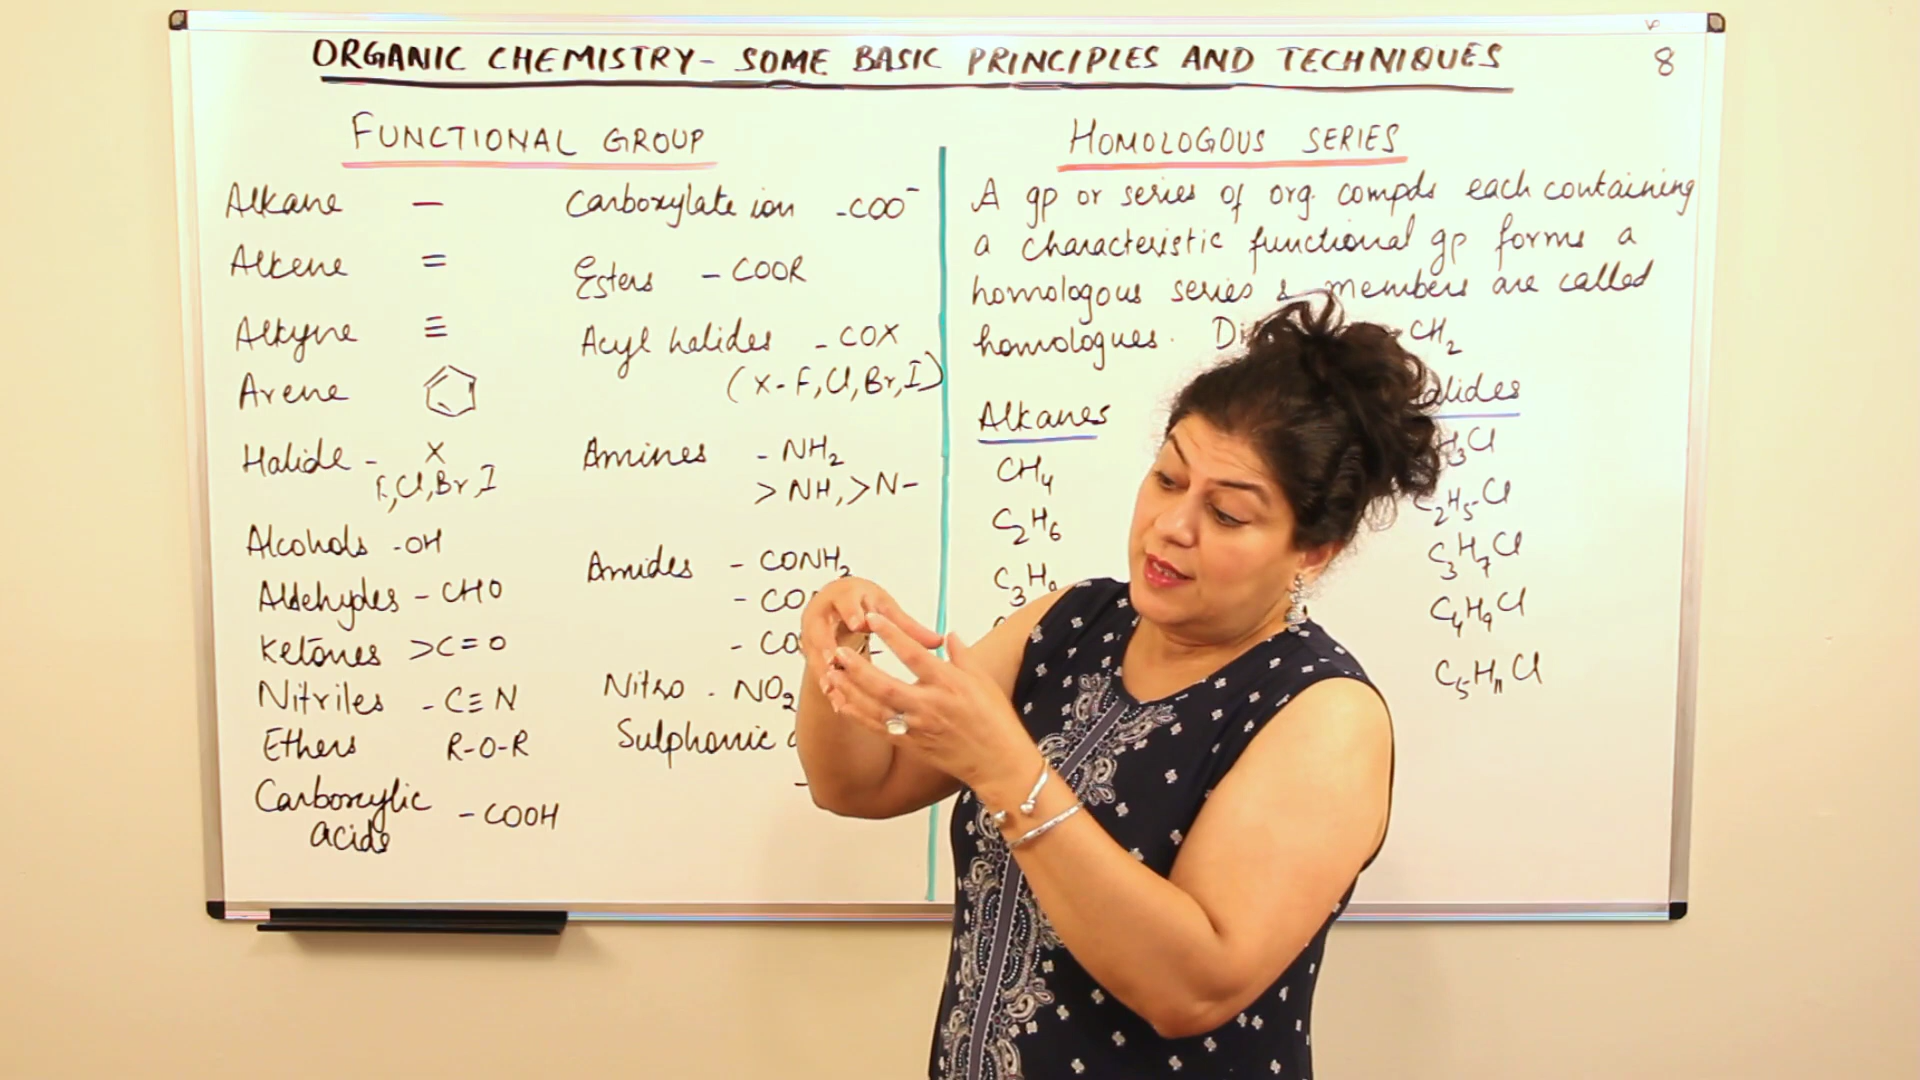 ORGANIC CHEMISTRY - SOME BASIC PRINCIPLES AND TECHNIQUES
8
FUNCTIONAL GROUP
Alkane —
Alkene =
Alkyne ≡
Arene
Halide - X
F, Cl, Br, I
Alcohols -OH
Aldehydes - CHO
Ketones >C=O
Nitriles -C≡N
Ethers R-O-R
Carboxylic
acids - COOH
Carboxylate ion -COO⁻
Esters - COOR
Acyl halides - COX
(X- F, Cl, Br, I)
Amines - NH₂
>NH, >N-
Amides - CONH₂
Nitro - NO₂
Sulphonic
HOMOLOGOUS SERIES
A gp or series of org. compds each containing
a characteristic functional gp forms a
homologous series & members are called
homologues. CH₂
Alkanes
CH₄
C₂H₆
C₃H₈
C₂H₅-Cl
C₃H₇Cl
C₄H₉Cl
C₅H₁₁Cl